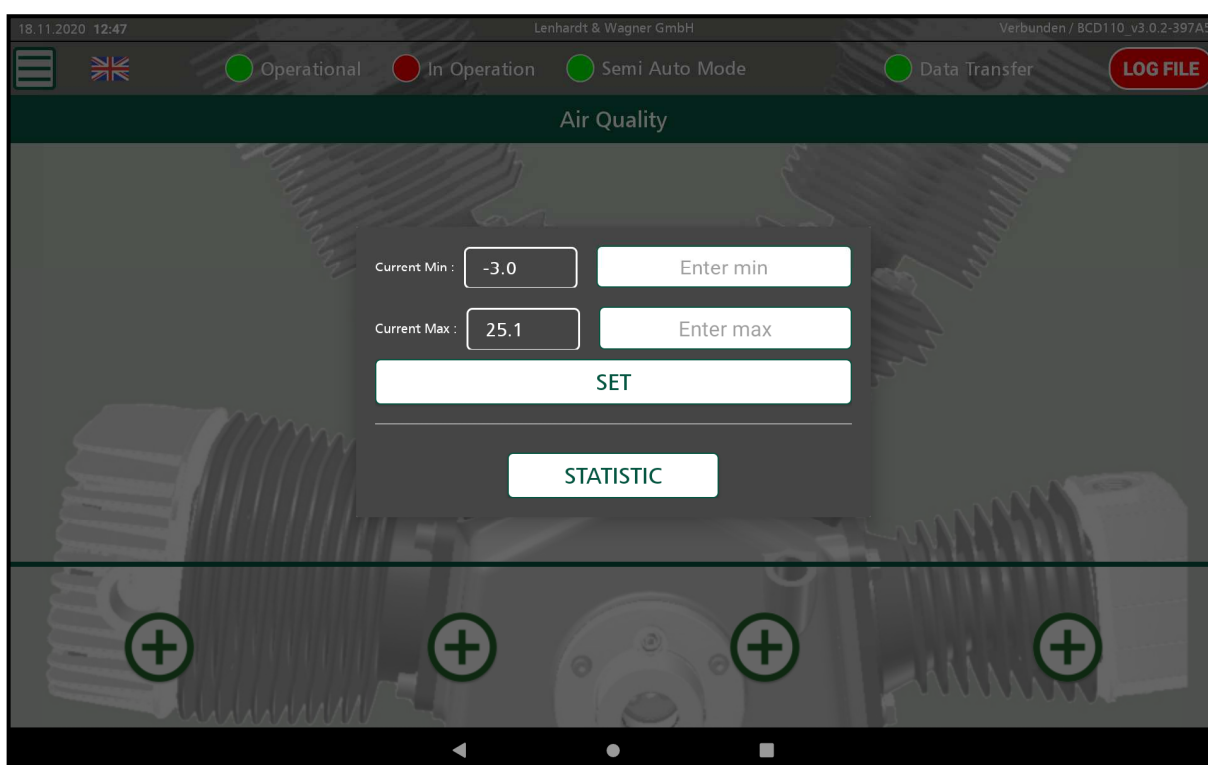 18.11.2020 12:47 Lenhardt & Wagner GmbH Verbunden / BCD110_v3.0.2-397A5
Operational In Operation Semi Auto Mode Data Transfer LOG FILE
Air Quality
Current Min : -3.0 Enter min
Current Max : 25.1 Enter max
SET
STATISTIC